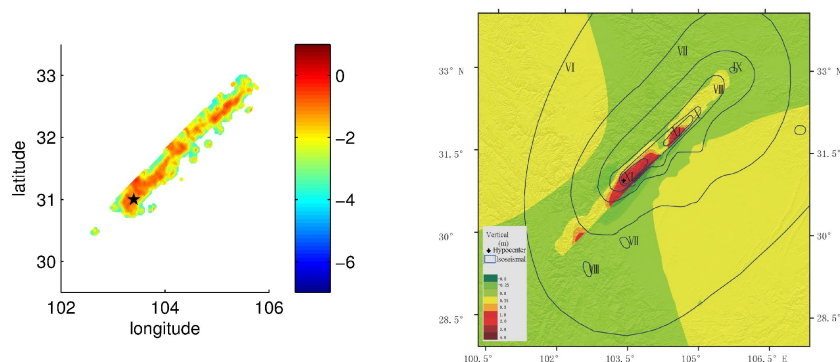 33
32
31
30
latitude
102
104
106
longitude
0
−2
−4
−6
VI
VII
IX
VIII
X
XI
XI
VII
VIII
33° N
31.5°
30°
28.5°
33°
31.5°
30°
28.5°
100.5°
102°
103.5°
105°
106.5° E
Vertical
(m)
Hypocenter
Isoseismal